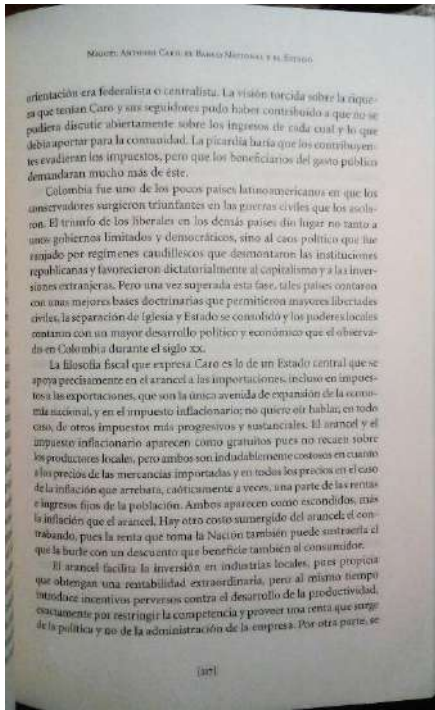 MIGUEL ANTONIO CARO, EL BANCO NACIONAL Y EL ESTADO
orientación era federalista o centralista. La visión torcida sobre la rique-
sa que tenían Caro y sus seguidores pudo haber contribuido a que no se
pudiera discutir abiertamente sobre los ingresos de cada cual y lo que
debía aportar para la comunidad. La picardía haría que los contribuyen-
tes evadieran los impuestos, pero que los beneficiarios del gasto público
demandaran mucho más de éste.
Colombia fue uno de los pocos países latinoamericanos en que los
conservadores surgieron triunfantes en las guerras civiles que los asola-
ron. El triunfo de los liberales en los demás países dio lugar no tanto a
unos gobiernos limitados y democráticos, sino al caos político que fue
zanjado por regímenes caudillescos que desmontaron las instituciones
republicanas y favorecieron dictatorialmente al capitalismo y a las inver-
siones extranjeras. Pero una vez superada esta fase, tales países contaron
con unas mejores bases doctrinarias que permitieron mayores libertades
civiles, la separación de Iglesia y Estado se consolidó y los poderes locales
contaron con un mayor desarrollo político y económico que el observa-
do en Colombia durante el siglo XX.
La filosofía fiscal que expresa Caro es lo de un Estado central que se
apoya precisamente en el arancel a las importaciones, incluso en impues-
tos a las exportaciones, que son la única avenida de expansión de la econo-
mía nacional, y en el impuesto inflacionario; no quiere oír hablar, en todo
caso, de otros impuestos más progresivos y sustanciales. El arancel y el
impuesto inflacionario aparecen como gratuitos pues no recaen sobre
los productores locales, pero ambos son indudablemente costosos en cuanto
a los precios de las mercancías importadas y en todos los precios en el caso
de la inflación que arrebata, caóticamente a veces, una parte de las rentas
e ingresos fijos de la población. Ambos aparecen como escondidos, más
la inflación que el arancel. Hay otro costo sumergido del arancel: el con-
trabando, pues la renta que toma la Nación también puede sustraerla el
que la burle con un descuento que beneficie también al consumidor.
El arancel facilita la inversión en industrias locales, pues propicia
que obtengan una rentabilidad extraordinaria, pero al mismo tiempo
introduce incentivos perversos contra el desarrollo de la productividad,
exactamente por restringir la competencia y proveer una renta que surge
de la política y no de la administración de la empresa. Por otra parte, se
[317]